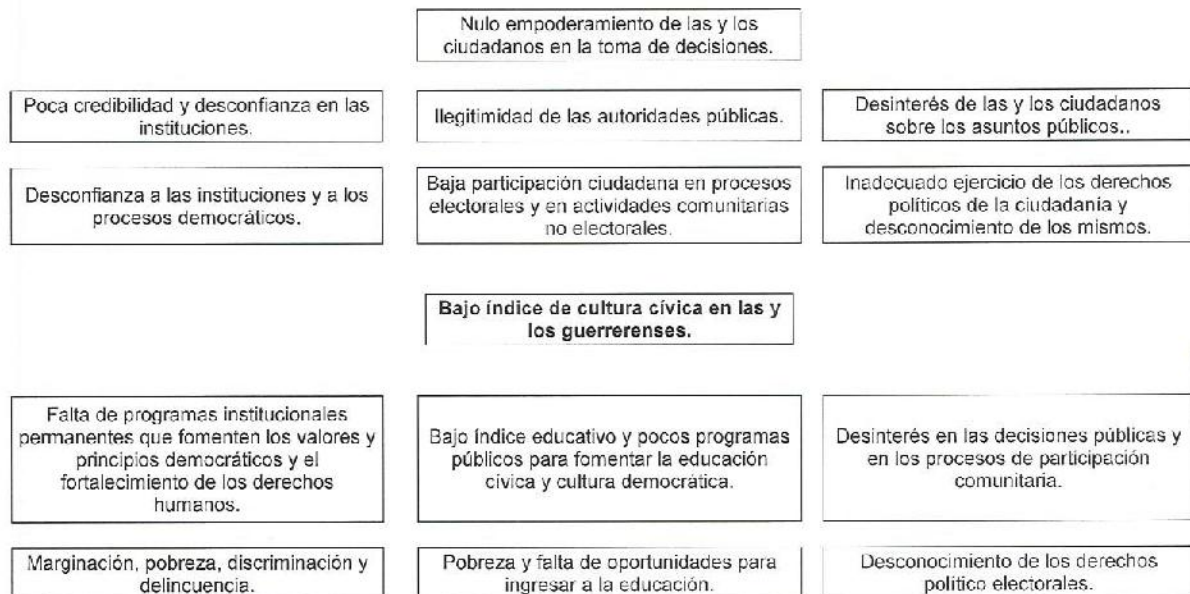 Nulo empoderamiento de las y los
ciudadanos en la toma de decisiones.
Poca credibilidad y desconfianza en las
instituciones.
Ilegitimidad de las autoridades públicas.
Desinterés de las y los ciudadanos
sobre los asuntos públicos..
Desconfianza a las instituciones y a los
procesos democráticos.
Baja participación ciudadana en procesos
electorales y en actividades comunitarias
no electorales.
Inadecuado ejercicio de los derechos
políticos de la ciudadanía y
desconocimiento de los mismos.
Bajo índice de cultura cívica en las y
los guerrerenses.
Falta de programas institucionales
permanentes que fomenten los valores y
principios democráticos y el
fortalecimiento de los derechos
humanos.
Bajo índice educativo y pocos programas
públicos para fomentar la educación
cívica y cultura democrática.
Desinterés en las decisiones públicas y
en los procesos de participación
comunitaria.
Marginación, pobreza, discriminación y
delincuencia.
Pobreza y falta de oportunidades para
ingresar a la educación.
Desconocimiento de los derechos
político electorales.